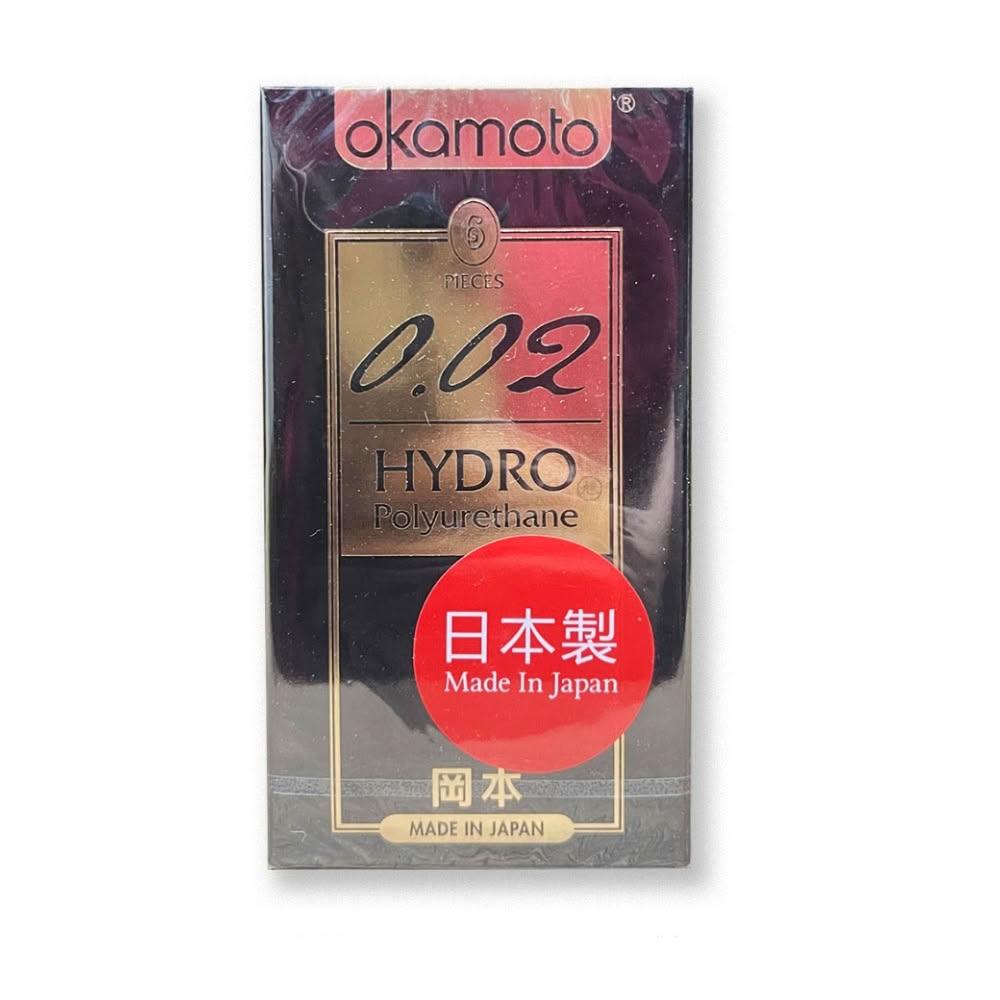 okamoto®
6
PIECES
0.02
HYDRO
Polyurethane
日本製
Made In Japan
岡本
MADE IN JAPAN